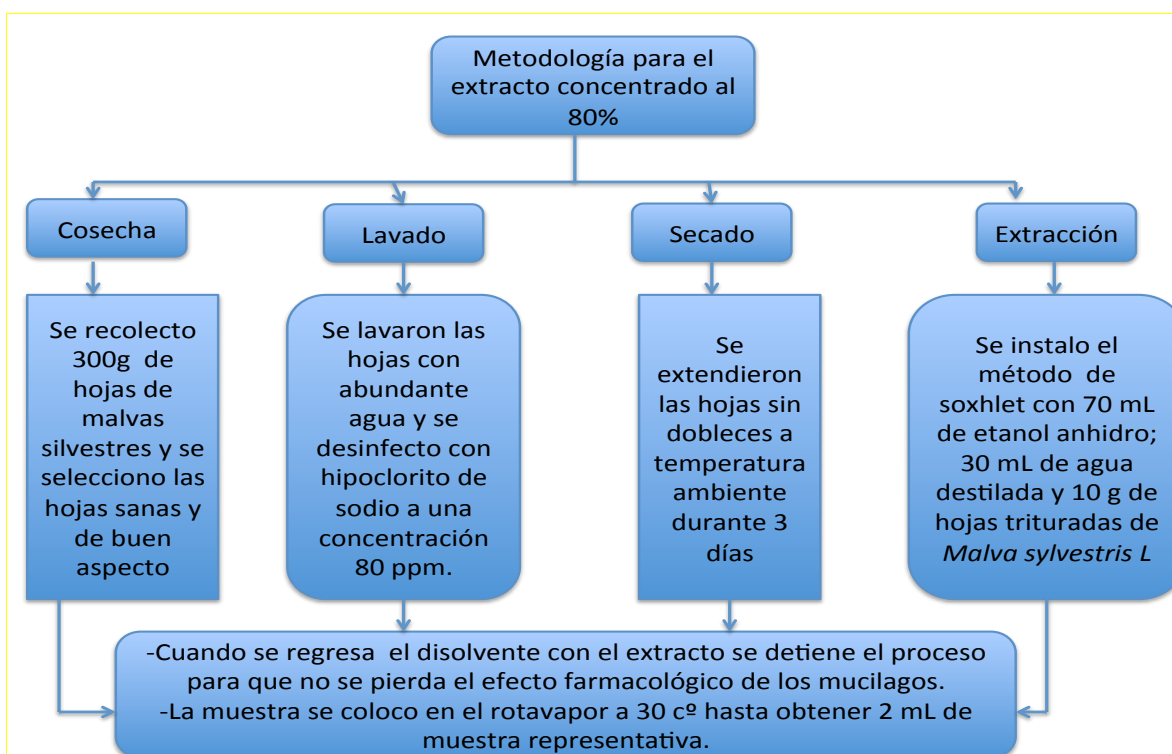 Metodología para el
extracto concentrado al
80%
Cosecha
Lavado
Secado
Extracción
Se recolecto
300g de
hojas de
malvas
silvestres y se
selecciono las
hojas sanas y
de buen
aspecto
Se lavaron las
hojas con
abundante
agua y se
desinfecto con
hipoclorito de
sodio a una
concentración
80 ppm.
Se
extendieron
las hojas sin
dobleces a
temperatura
ambiente
durante 3
días
Se instalo el
método de
soxhlet con 70 mL
de etanol anhidro;
30 mL de agua
destilada y 10 g de
hojas trituradas de
Malva sylvestris L
-Cuando se regresa el disolvente con el extracto se detiene el proceso
para que no se pierda el efecto farmacológico de los mucilagos.
-La muestra se coloco en el rotavapor a 30 cº hasta obtener 2 mL de
muestra representativa.